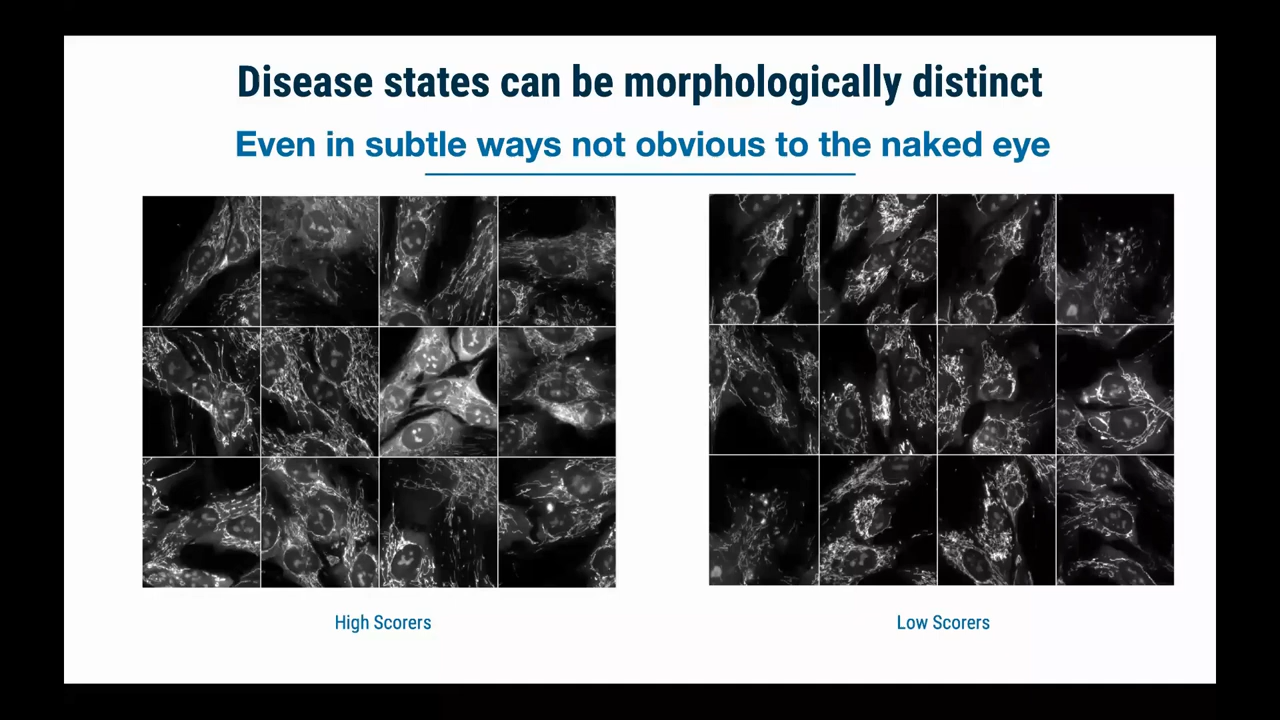 Disease states can be morphologically distinct
Even in subtle ways not obvious to the naked eye
High Scorers
Low Scorers